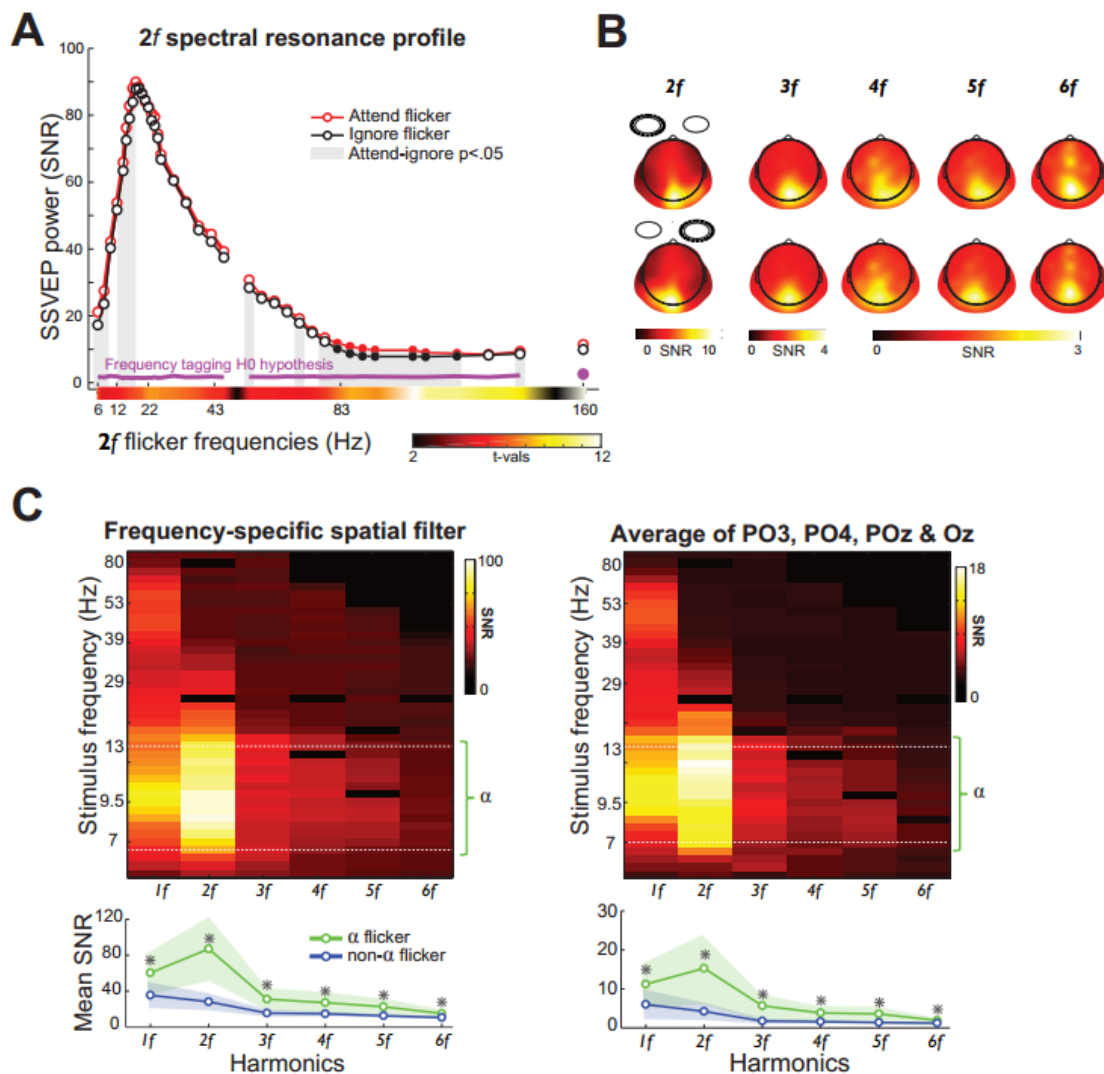 A
2f spectral resonance profile
100
80
60
40
20
0
SSVEP power (SNR)
Attend flicker
Ignore flicker
Attend-ignore p<.05
Frequency tagging H0 hypothesis
6 12 22 43 83 160
2f flicker frequencies (Hz)
2 t-vals 12
B
2f 3f 4f 5f 6f
0 SNR 10
0 SNR 4
0 SNR 3
C
Frequency-specific spatial filter
80
53
39
29
13
9.5
7
Stimulus frequency (Hz)
100
SNR
0
α
1f 2f 3f 4f 5f 6f
120
80
40
0
Mean SNR
α flicker
non-α flicker
1f 2f 3f 4f 5f 6f
Harmonics
Average of PO3, PO4, POz & Oz
80
53
39
29
13
9.5
7
Stimulus frequency (Hz)
18
SNR
0
α
1f 2f 3f 4f 5f 6f
30
20
10
0
1f 2f 3f 4f 5f 6f
Harmonics